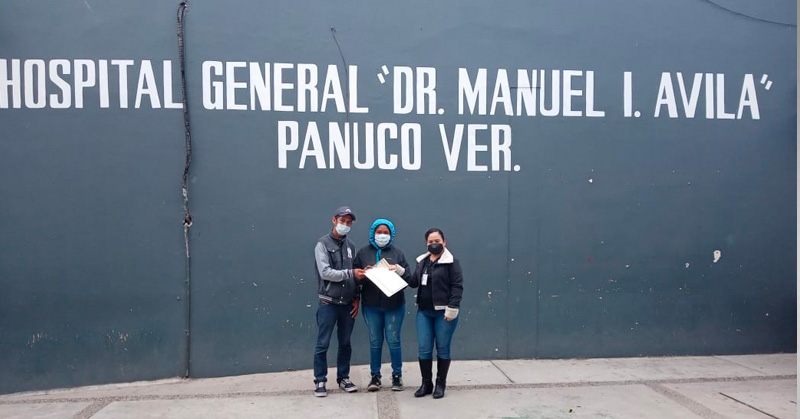 HOSPITAL GENERAL "DR. MANUEL I. AVILA"
PANUCO VER.